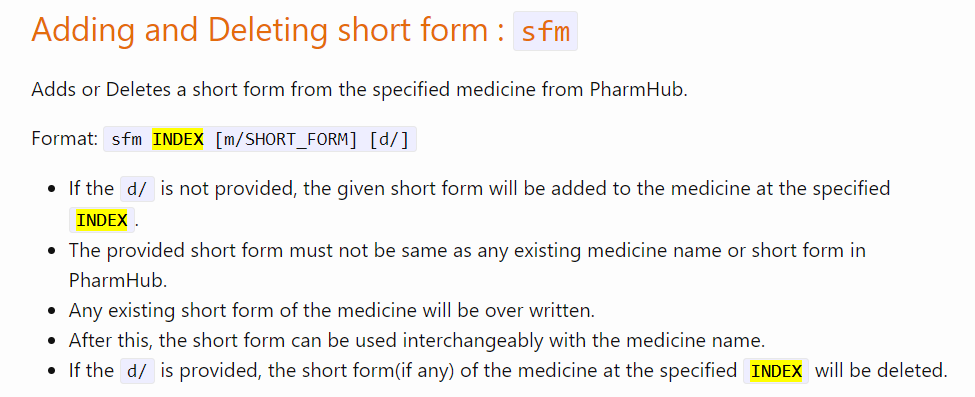 Adding and Deleting short form : sfm
Adds or Deletes a short form from the specified medicine from PharmHub.
Format: sfm INDEX [m/SHORT_FORM] [d/]
• If the d/ is not provided, the given short form will be added to the medicine at the specified
INDEX .
• The provided short form must not be same as any existing medicine name or short form in
PharmHub.
• Any existing short form of the medicine will be over written.
• After this, the short form can be used interchangeably with the medicine name.
• If the d/ is provided, the short form(if any) of the medicine at the specified INDEX will be deleted.